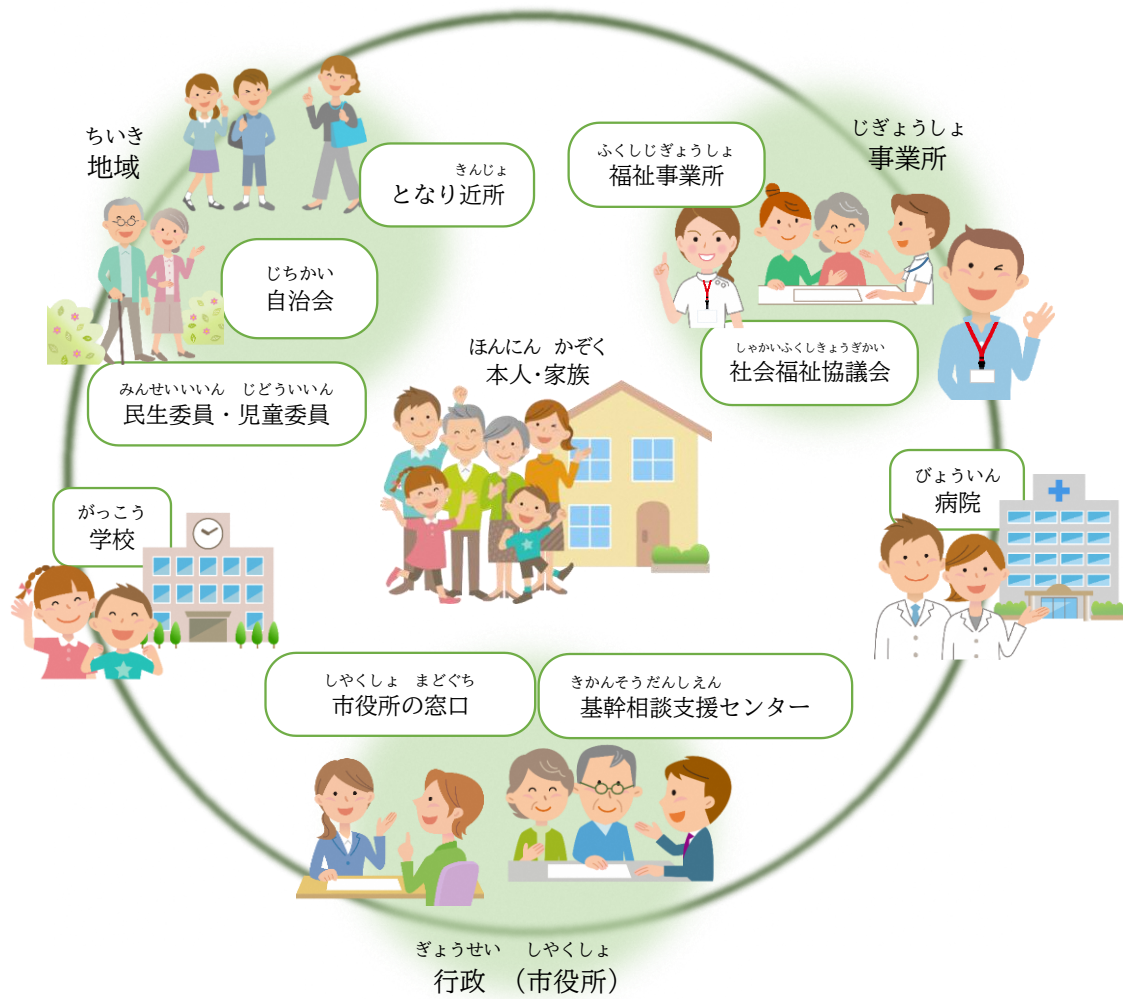 ちいき
地域
きんじょ
となり近所
じちかい
自治会
みんせいいいん　じどういいん
民生委員・児童委員
ふくしじぎょうしょ
福祉事業所
じぎょうしょ
事業所
しゃかいふくしきょうぎかい
社会福祉協議会
ほんにん　かぞく
本人・家族
がっこう
学校
びょういん
病院
しやくしょ　まどぐち
市役所の窓口
きかんそうだんしえん
基幹相談支援センター
ぎょうせい　しやくしょ
行政　（市役所）